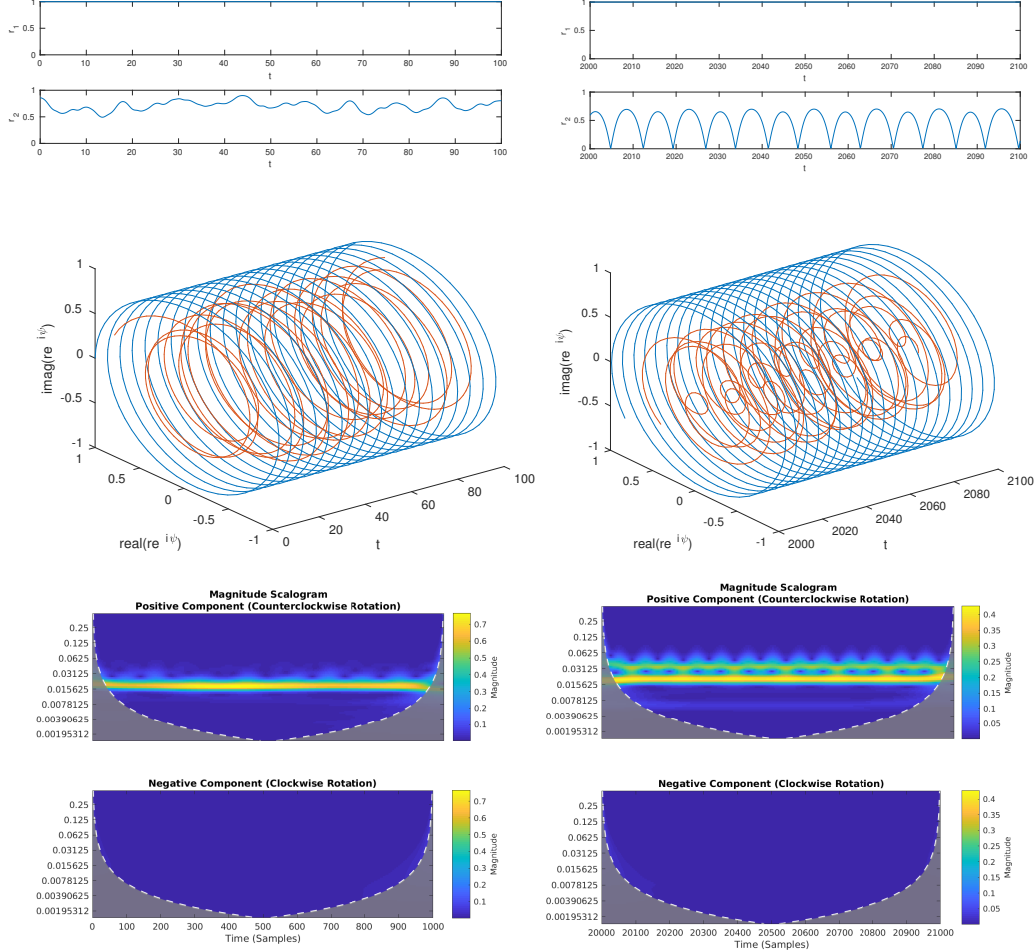 1
0.5
0
r1
0 10 20 30 40 50 60 70 80 90 100
t
1
0.5
0
r2
0 10 20 30 40 50 60 70 80 90 100
t
1
0.5
0
r1
2000 2010 2020 2030 2040 2050 2060 2070 2080 2090 2100
t
1
0.5
0
r2
2000 2010 2020 2030 2040 2050 2060 2070 2080 2090 2100
t
1
0.5
0
-0.5
-1
imag(re iψ)
1
0.5
0
-0.5
-1
real(re iψ)
0 20 40 60 80 100
t
1
0.5
0
-0.5
-1
imag(re iψ)
1
0.5
0
-0.5
-1
real(re iψ)
2000 2020 2040 2060 2080 2100
t
Magnitude Scalogram
Positive Component (Counterclockwise Rotation)
0.25
0.125
0.0625
0.03125
0.015625
0.0078125
0.00390625
0.00195312
0.7
0.6
0.5
0.4
0.3
0.2
0.1
Magnitude
Magnitude Scalogram
Positive Component (Counterclockwise Rotation)
0.25
0.125
0.0625
0.03125
0.015625
0.0078125
0.00390625
0.00195312
0.4
0.35
0.3
0.25
0.2
0.15
0.1
0.05
Magnitude
Negative Component (Clockwise Rotation)
0.25
0.125
0.0625
0.03125
0.015625
0.0078125
0.00390625
0.00195312
0 100 200 300 400 500 600 700 800 900 1000
Time (Samples)
0.7
0.6
0.5
0.4
0.3
0.2
0.1
Magnitude
Negative Component (Clockwise Rotation)
0.25
0.125
0.0625
0.03125
0.015625
0.0078125
0.00390625
0.00195312
20000 20100 20200 20300 20400 20500 20600 20700 20800 20900 21000
Time (Samples)
0.4
0.35
0.3
0.25
0.2
0.15
0.1
0.05
Magnitude